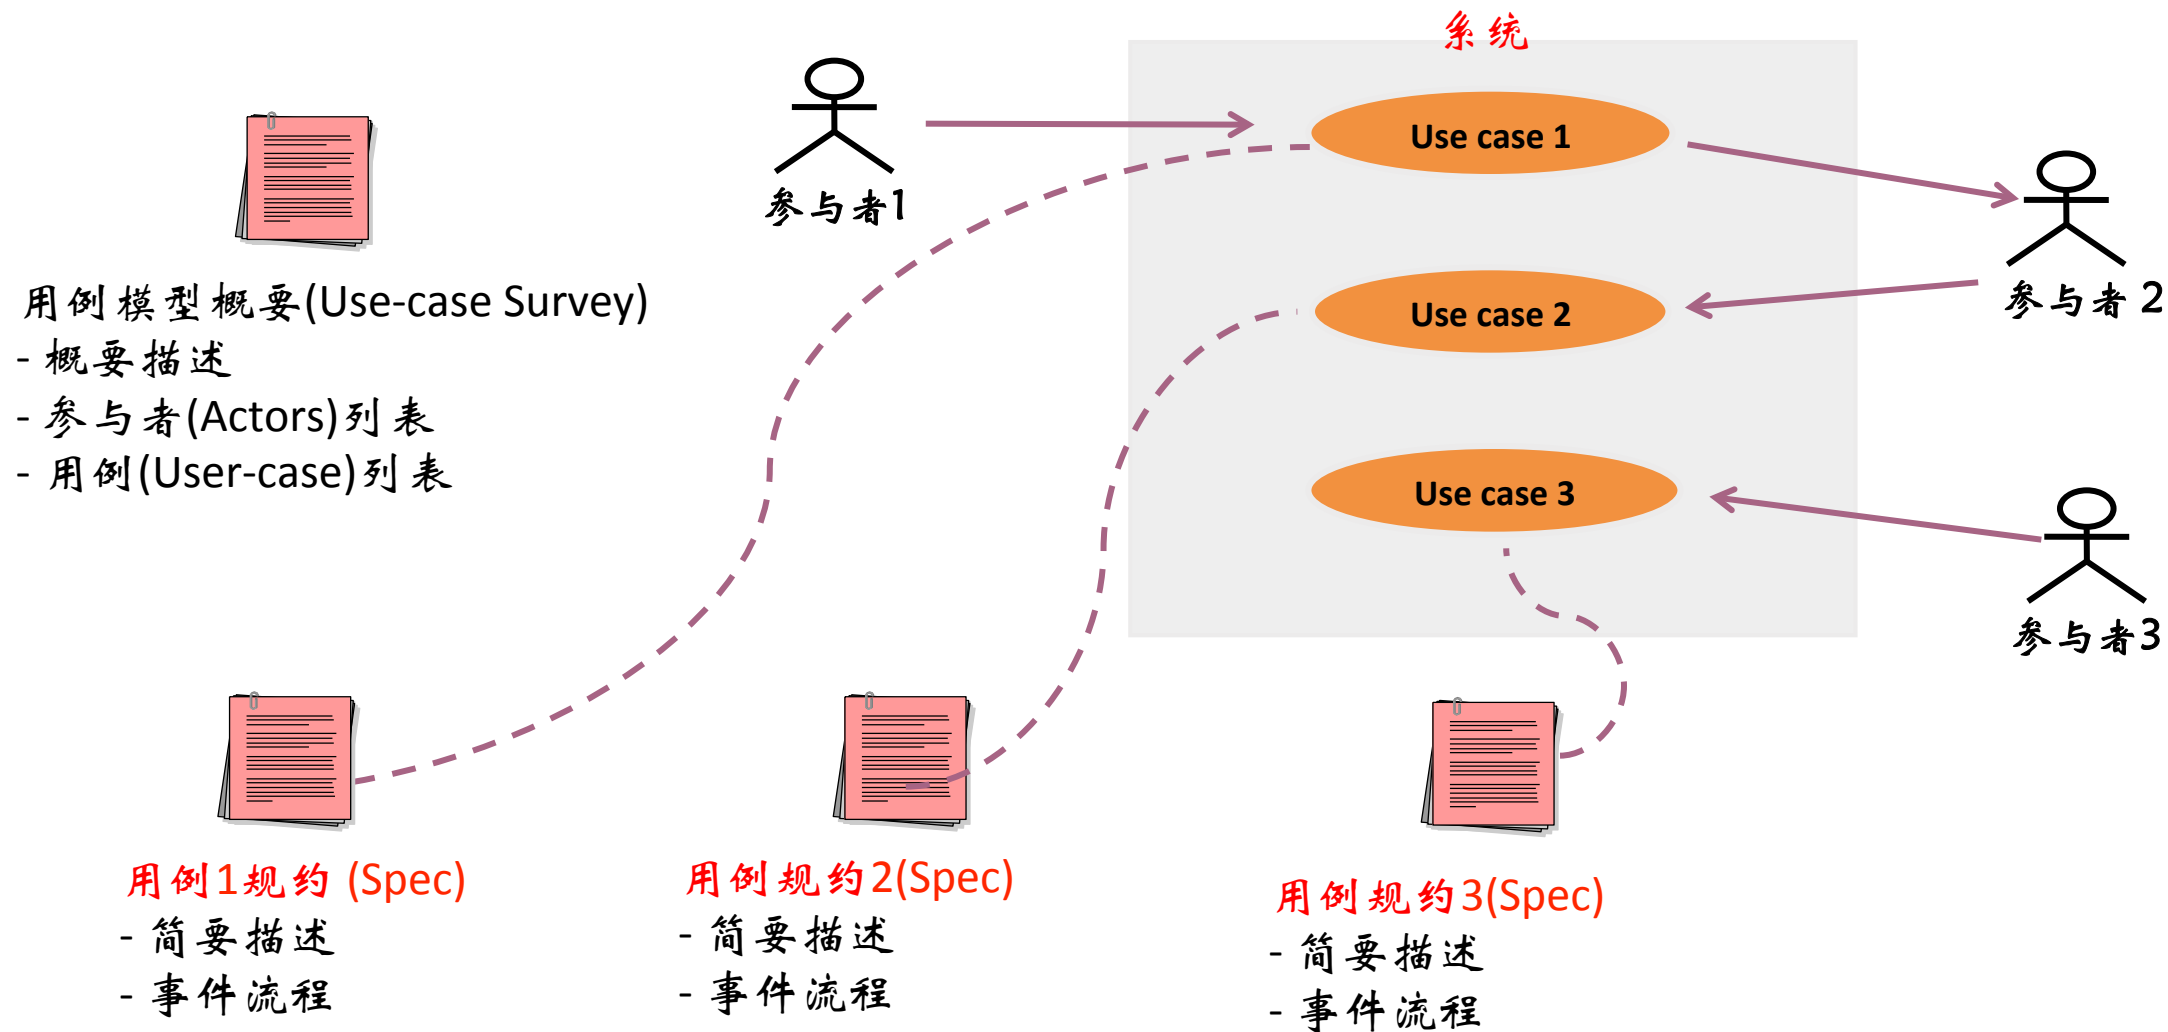 系统
Use case 1
参与者1
用例模型概要(Use-case Survey)
- 概要描述
- 参与者(Actors)列表
- 用例(User-case)列表
Use case 2
参与者 2
Use case 3
参与者3
用例1规约 (Spec)
- 简要描述
- 事件流程
用例规约2(Spec)
- 简要描述
- 事件流程
用例规约3(Spec)
- 简要描述
- 事件流程